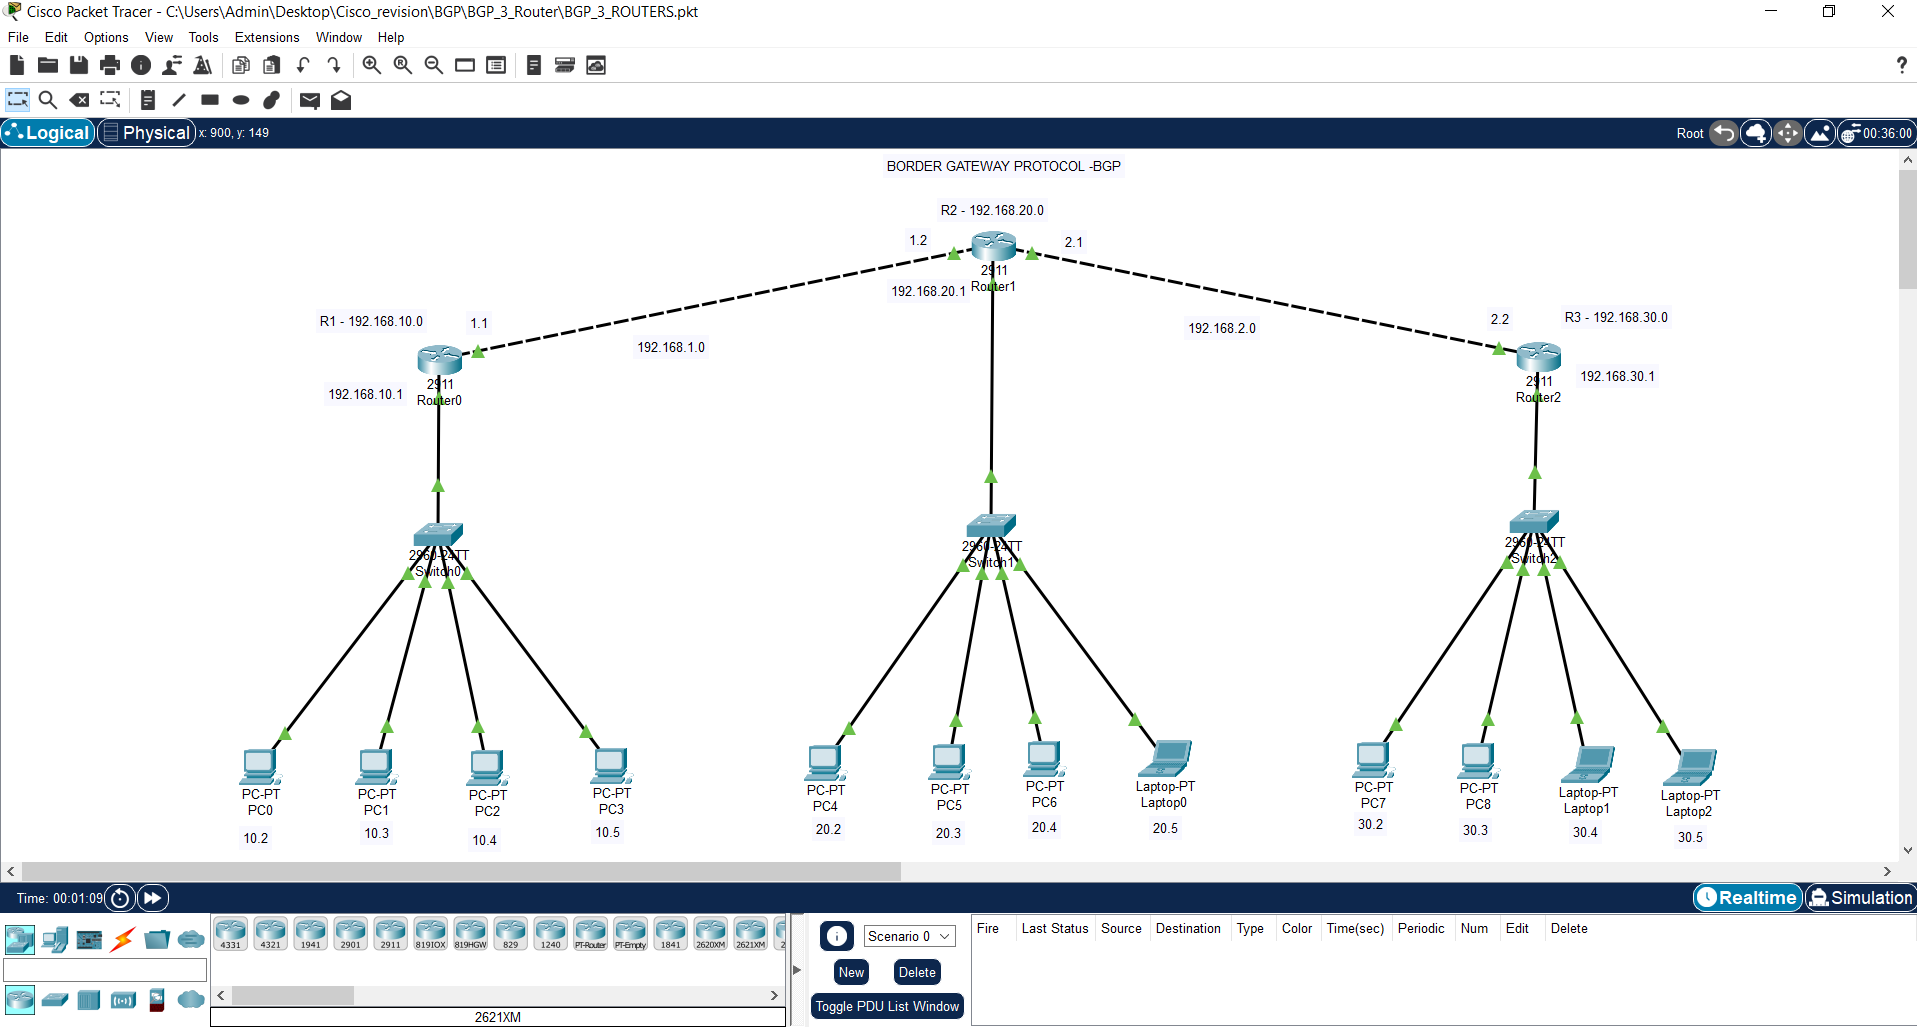 Cisco Packet Tracer - C:\Users\Admin\Desktop\Cisco_revision\BGP\BGP_3_Router\BGP_3_ROUTERS.pkt
File Edit Options View Tools Extensions Window Help
?
Logical Physical x: 900, y: 149 Root 00:36:00
BORDER GATEWAY PROTOCOL -BGP
R2 - 192.168.20.0
1.2 2.1
2911
Router1
192.168.20.1
R1 - 192.168.10.0 1.1
192.168.1.0
192.168.2.0
2.2 R3 - 192.168.30.0
2911
Router0
192.168.10.1
2911
Router2
192.168.30.1
2960-24TT
Switch0
2960-24TT
Switch1
2960-24TT
Switch2
PC-PT
PC0
10.2
PC-PT
PC1
10.3
PC-PT
PC2
10.4
PC-PT
PC3
10.5
PC-PT
PC4
20.2
PC-PT
PC5
20.3
PC-PT
PC6
20.4
Laptop-PT
Laptop0
20.5
PC-PT
PC7
30.2
PC-PT
PC8
30.3
Laptop-PT
Laptop1
30.4
Laptop-PT
Laptop2
30.5
Time: 00:01:09 Realtime Simulation
4331 4321 1941 2901 2911 819IOX 819HGW 829 1240 PT-Router PT-Empty 1841 2620XM 2621XM 2
2621XM
Scenario 0
New Delete
Toggle PDU List Window
Fire Last Status Source Destination Type Color Time(sec) Periodic Num Edit Delete